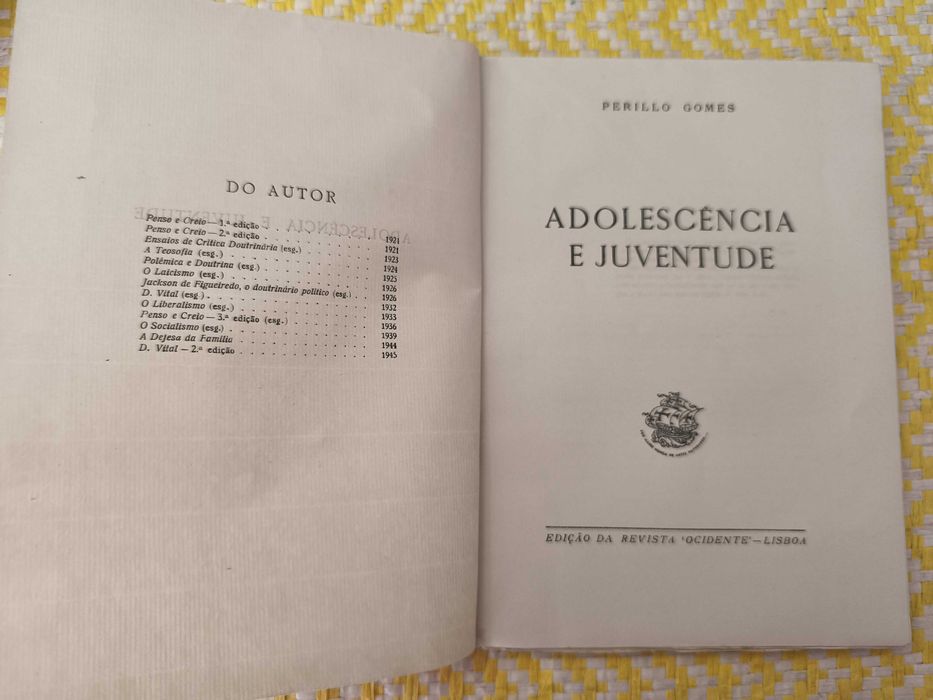 DO AUTOR
Penso e Creio — 1.ª edição . . . . . . . . . . . 1921
Penso e Creio — 2.ª edição . . . . . . . . . . . 1921
Ensaios de Crítica Doutrinária (esg.) . . . . . . . 1923
A Teosofia (esg.) . . . . . . . . . . . . . . . 1924
Polémica e Doutrina (esg.) . . . . . . . . . . . 1925
O Laicismo (esg.) . . . . . . . . . . . . . . . 1926
Jackson de Figueiredo, o doutrinário político (esg.) . . . 1926
D. Vital (esg.) . . . . . . . . . . . . . . . . 1932
O Liberalismo (esg.) . . . . . . . . . . . . . . 1933
Penso e Creio — 3.ª edição (esg.) . . . . . . . . . 1936
O Socialismo (esg.) . . . . . . . . . . . . . . 1939
A Defesa da Família . . . . . . . . . . . . . . 1944
D. Vital — 2.ª edição . . . . . . . . . . . . . 1945
PERILLO GOMES
ADOLESCÊNCIA
E JUVENTUDE
EDIÇÃO DA REVISTA 'OCIDENTE' — LISBOA